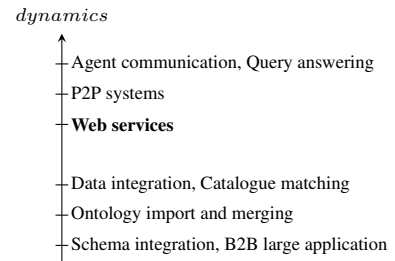 dynamics
Agent communication, Query answering
P2P systems
Web services
Data integration, Catalogue matching
Ontology import and merging
Schema integration, B2B large application